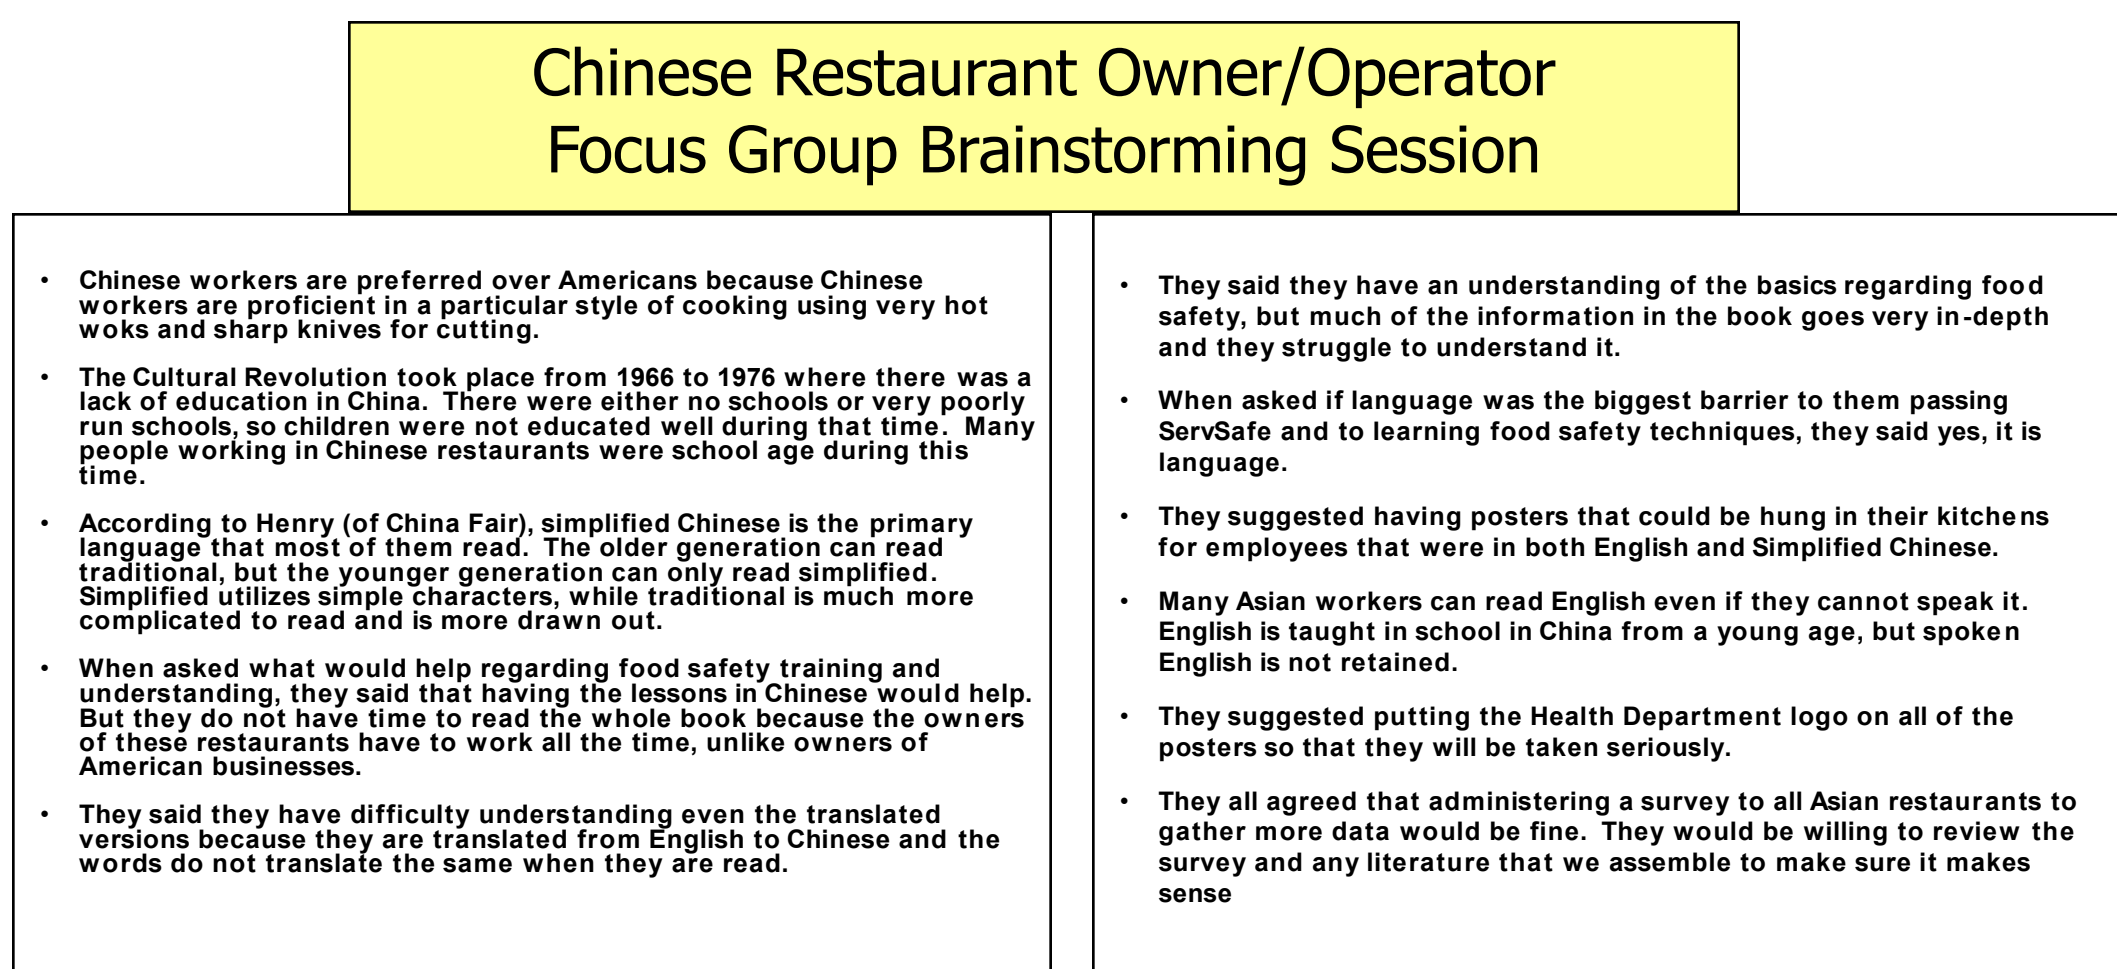 Chinese Restaurant Owner/Operator
Focus Group Brainstorming Session
• Chinese workers are preferred over Americans because Chinese
workers are proficient in a particular style of cooking using very hot
woks and sharp knives for cutting.
• The Cultural Revolution took place from 1966 to 1976 where there was a
lack of education in China. There were either no schools or very poorly
run schools, so children were not educated well during that time. Many
people working in Chinese restaurants were school age during this
time.
• According to Henry (of China Fair), simplified Chinese is the primary
language that most of them read. The older generation can read
traditional, but the younger generation can only read simplified.
Simplified utilizes simple characters, while traditional is much more
complicated to read and is more drawn out.
• When asked what would help regarding food safety training and
understanding, they said that having the lessons in Chinese would help.
But they do not have time to read the whole book because the owners
of these restaurants have to work all the time, unlike owners of
American businesses.
• They said they have difficulty understanding even the translated
versions because they are translated from English to Chinese and the
words do not translate the same when they are read.
• They said they have an understanding of the basics regarding food
safety, but much of the information in the book goes very in-depth
and they struggle to understand it.
• When asked if language was the biggest barrier to them passing
ServSafe and to learning food safety techniques, they said yes, it is
language.
• They suggested having posters that could be hung in their kitchens
for employees that were in both English and Simplified Chinese.
• Many Asian workers can read English even if they cannot speak it.
English is taught in school in China from a young age, but spoken
English is not retained.
• They suggested putting the Health Department logo on all of the
posters so that they will be taken seriously.
• They all agreed that administering a survey to all Asian restaurants to
gather more data would be fine. They would be willing to review the
survey and any literature that we assemble to make sure it makes
sense